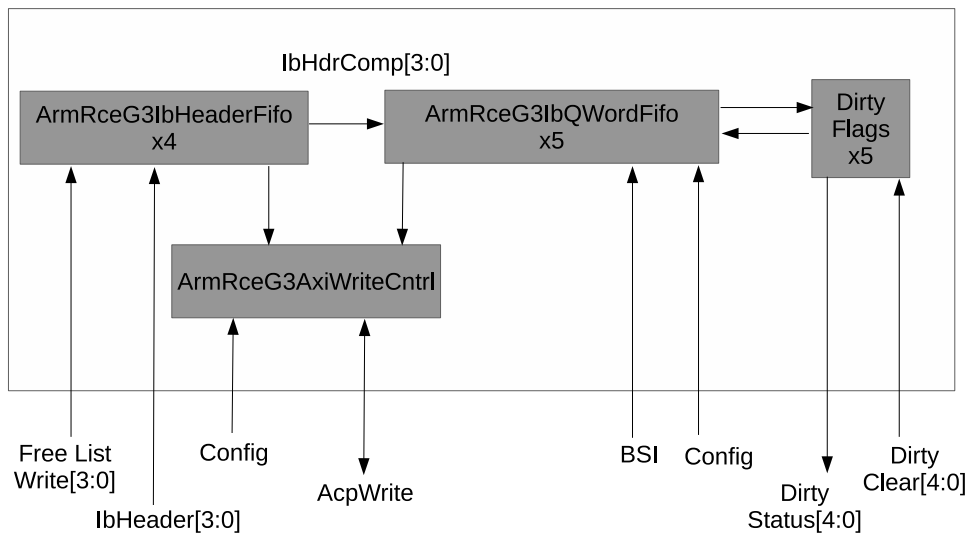 IbHdrComp[3:0]
ArmRceG3IbHeaderFifo
x4
ArmRceG3IbQWordFifo
x5
Dirty
Flags
x5
ArmRceG3AxiWriteCntrl
Free List
Write[3:0]
IbHeader[3:0]
Config
AcpWrite
BSI
Config
Dirty
Status[4:0]
Dirty
Clear[4:0]